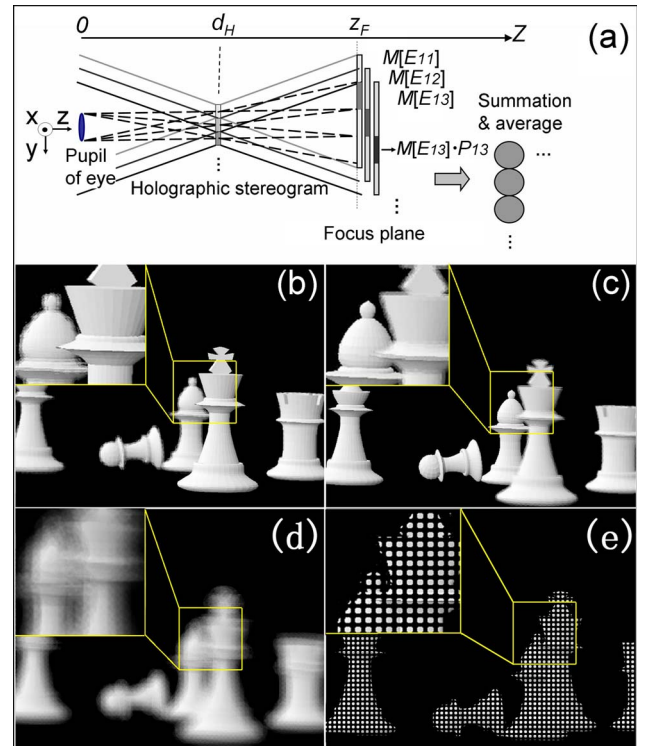 0
d_H
z_F
Z
(a)
M[E11]
M[E12]
M[E13]
Summation
& average
x
z
y
Pupil
of eye
→M[E13]·P13
...
Holographic stereogram
⋮
⋮
⋮
Focus plane
(b)
(c)
(d)
(e)